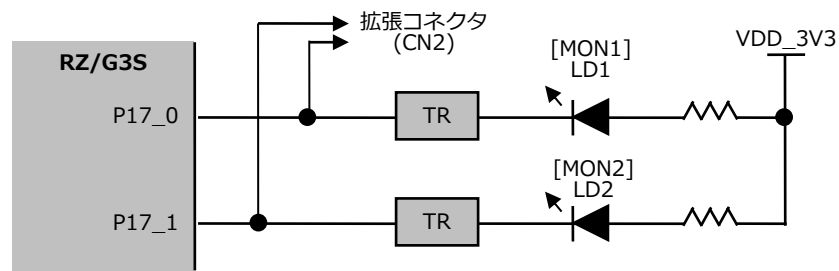 拡張コネクタ
(CN2)
RZ/G3S
[MON1]
LD1
VDD_3V3
P17_0
TR
[MON2]
LD2
P17_1
TR